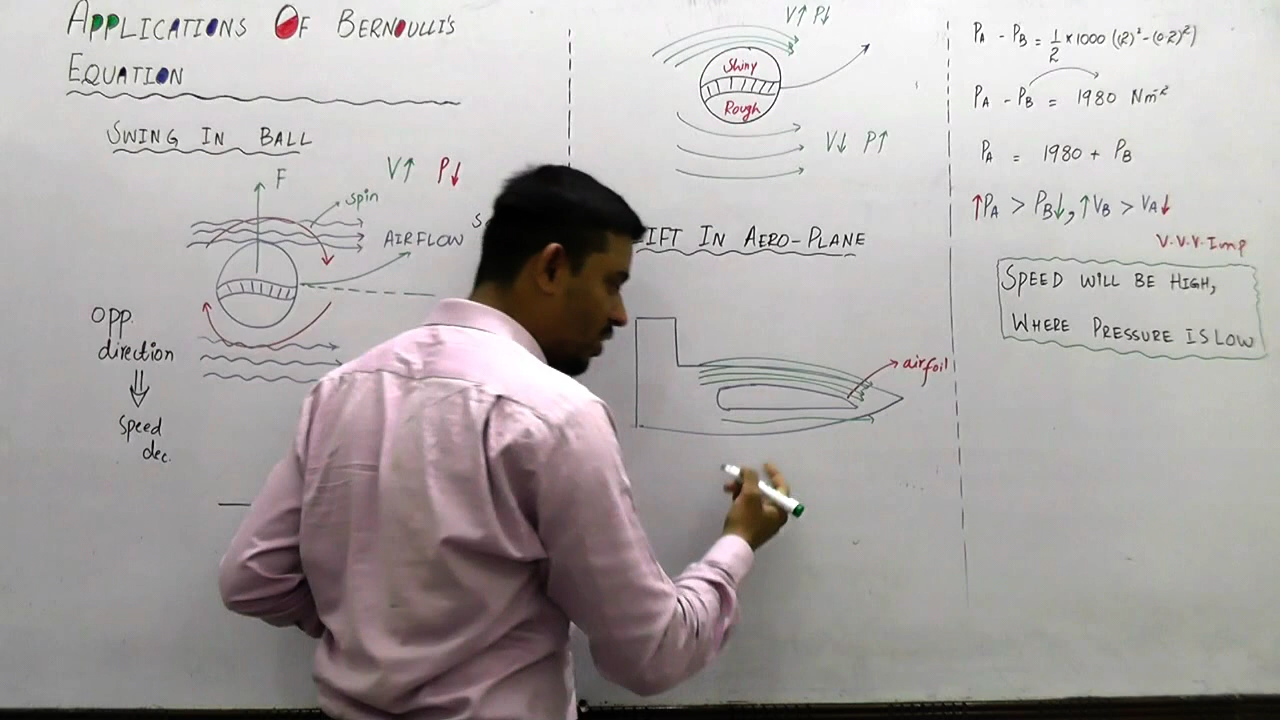 APPLICATIONS OF BERNOULLI'S
EQUATION
SWING IN BALL
V↑ P↓
F
spin
AIRFLOW
OPP.
direction
⇓
speed
dec.
V↑ P↓
Shiny
Rough
V↓ P↑
S
LIFT IN AERO-PLANE
airfoil
PA - PB = 1/2 × 1000 ((2)² - (0.2)²)
PA - PB = 1980 Nm⁻²
PA = 1980 + PB
↑PA > PB↓, ↑VB > VA↓
V.V.V.Imp
SPEED WILL BE HIGH,
WHERE PRESSURE IS LOW